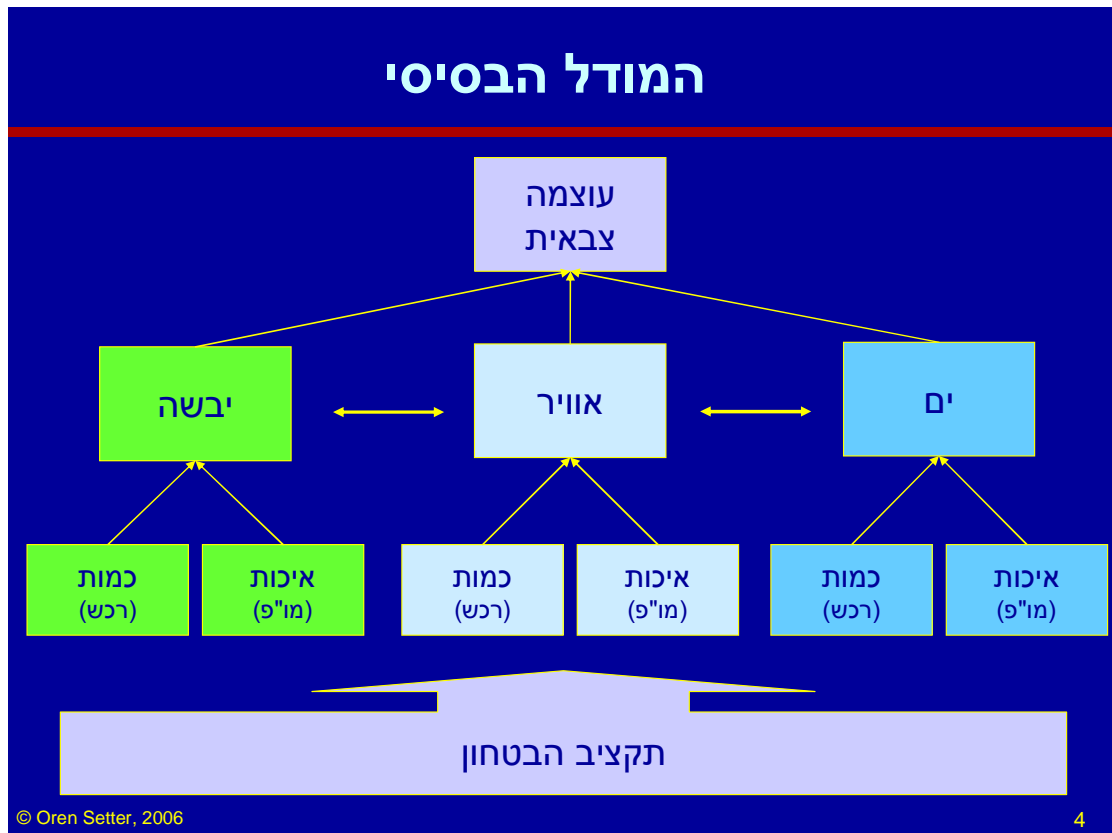 המודל הבסיסי
עוצמה
צבאית
ים
אוויר
יבשה
איכות
(מו"פ)
כמות
(רכש)
איכות
(מו"פ)
כמות
(רכש)
איכות
(מו"פ)
כמות
(רכש)
תקציב הבטחון
© Oren Setter, 2006
4